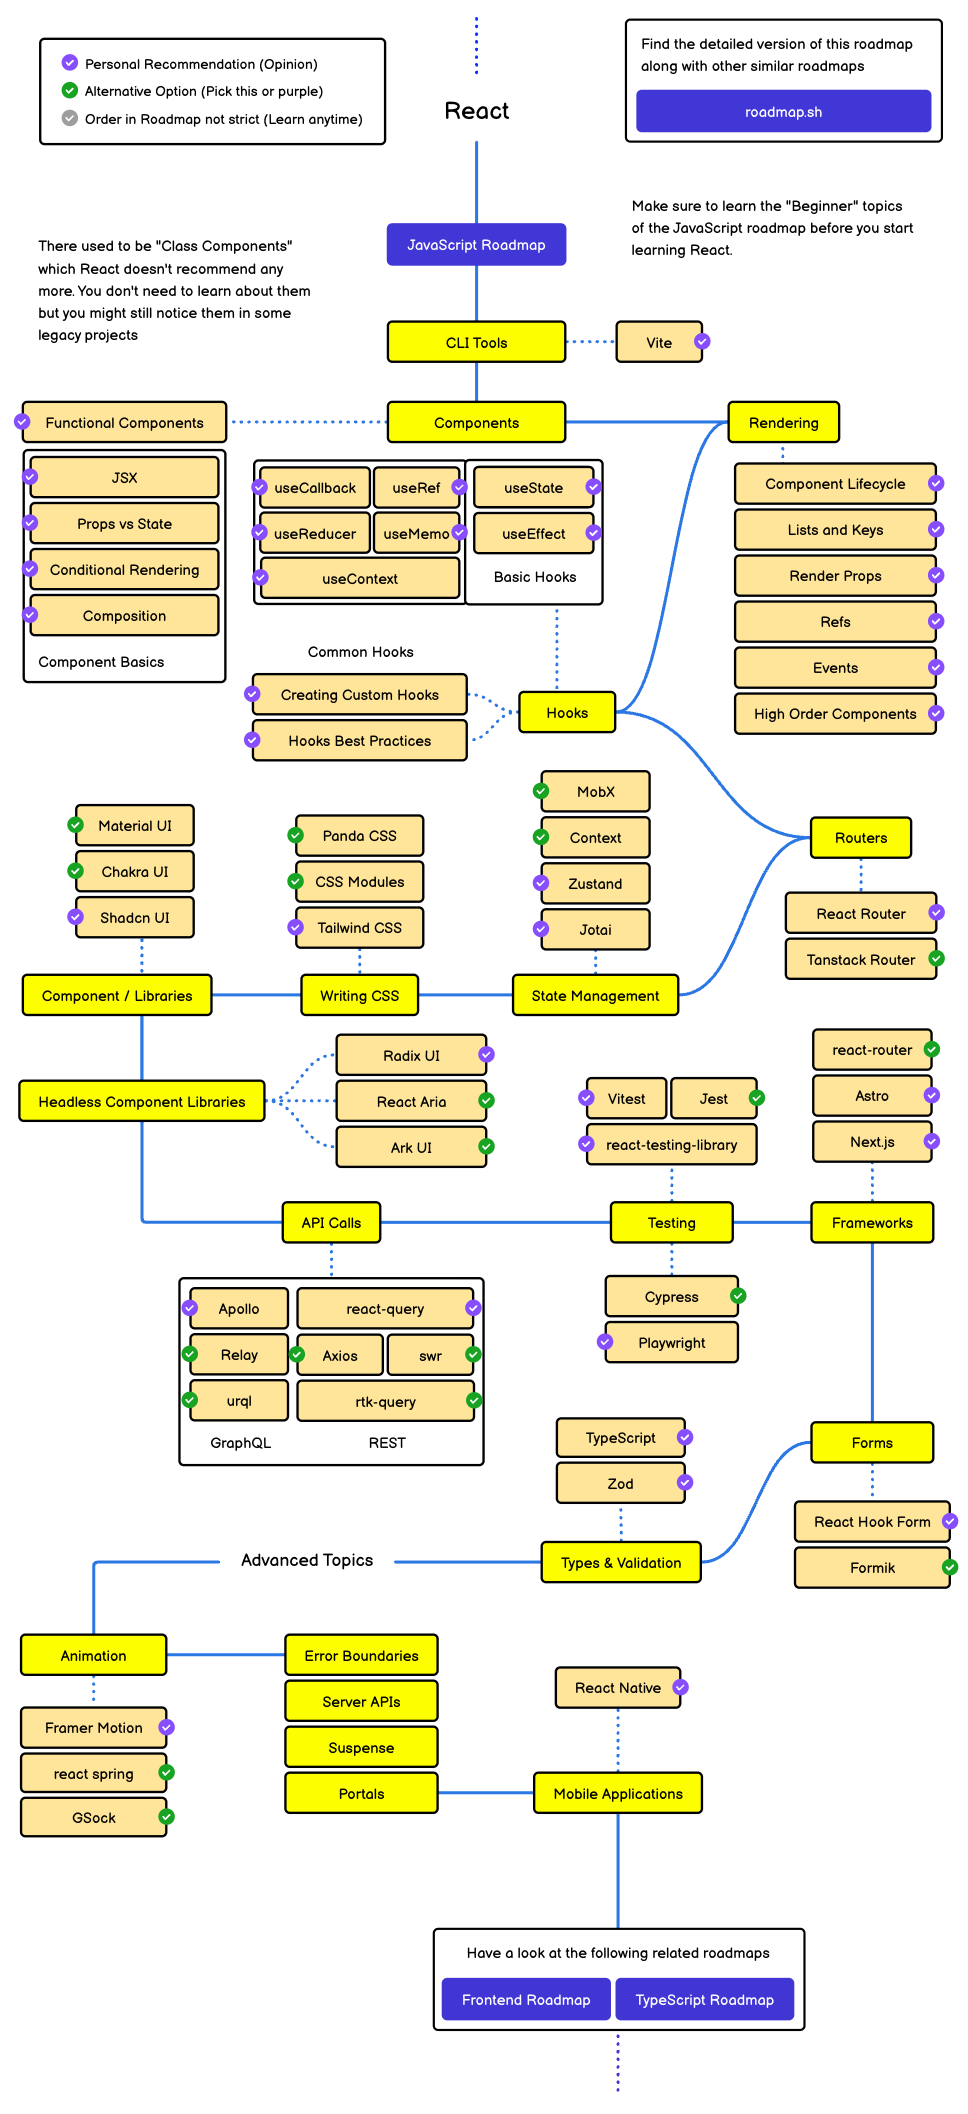 Personal Recommendation (Opinion)
Alternative Option (Pick this or purple)
Order in Roadmap not strict (Learn anytime)
React
Find the detailed version of this roadmap
along with other similar roadmaps
roadmap.sh
Make sure to learn the "Beginner" topics
of the JavaScript roadmap before you start
learning React.
JavaScript Roadmap
There used to be "Class Components"
which React doesn't recommend any
more. You don't need to learn about them
but you might still notice them in some
legacy projects
CLI Tools
Vite
Functional Components
Components
Rendering
JSX
Props vs State
Conditional Rendering
Composition
Component Basics
useCallback
useRef
useReducer
useMemo
useContext
useState
useEffect
Basic Hooks
Common Hooks
Component Lifecycle
Lists and Keys
Render Props
Refs
Events
High Order Components
Creating Custom Hooks
Hooks Best Practices
Hooks
Material UI
Chakra UI
Shadcn UI
Panda CSS
CSS Modules
Tailwind CSS
MobX
Context
Zustand
Jotai
Routers
React Router
Tanstack Router
Component / Libraries
Writing CSS
State Management
Headless Component Libraries
Radix UI
React Aria
Ark UI
Vitest
Jest
react-testing-library
react-router
Astro
Next.js
API Calls
Testing
Frameworks
Apollo
Relay
urql
GraphQL
react-query
Axios
swr
rtk-query
REST
Cypress
Playwright
TypeScript
Zod
Forms
React Hook Form
Formik
Advanced Topics
Types & Validation
Animation
Framer Motion
react spring
GSock
Error Boundaries
Server APIs
Suspense
Portals
React Native
Mobile Applications
Have a look at the following related roadmaps
Frontend Roadmap
TypeScript Roadmap